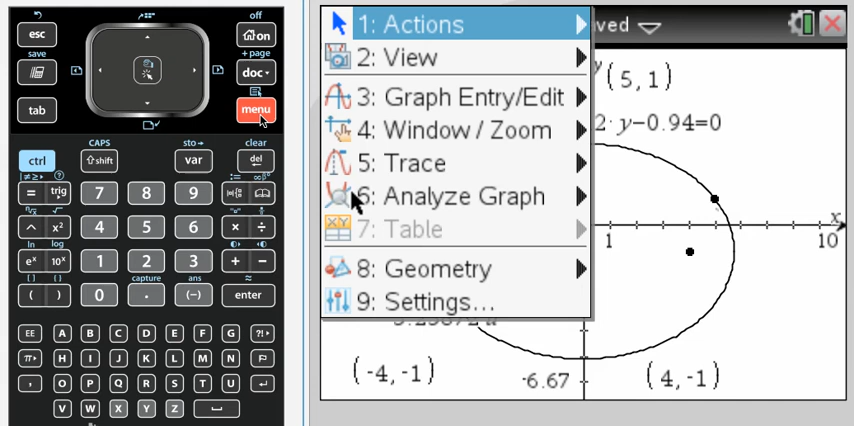 off
esc
on
save
+ page
doc
tab
menu
CAPS
sto→
clear
ctrl
⇧shift
var
del
|≠≥▸
= trig 7 8 9
^ x² 4 5 6 × ÷
ln log
eˣ 10ˣ 1 2 3 + −
[ ] { } capture ans ≈
( ) 0 . (−) enter
EE A B C D E F G ?!▸
π▸ H I J K L M N
, O P Q R S T U ↵
V W X Y Z
1: Actions
2: View
3: Graph Entry/Edit
4: Window / Zoom
5: Trace
6: Analyze Graph
7: Table
8: Geometry
9: Settings...
ved
y
(5,1)
2·y−0.94=0
x
1
10
(-4,-1)
-6.67
(4,-1)